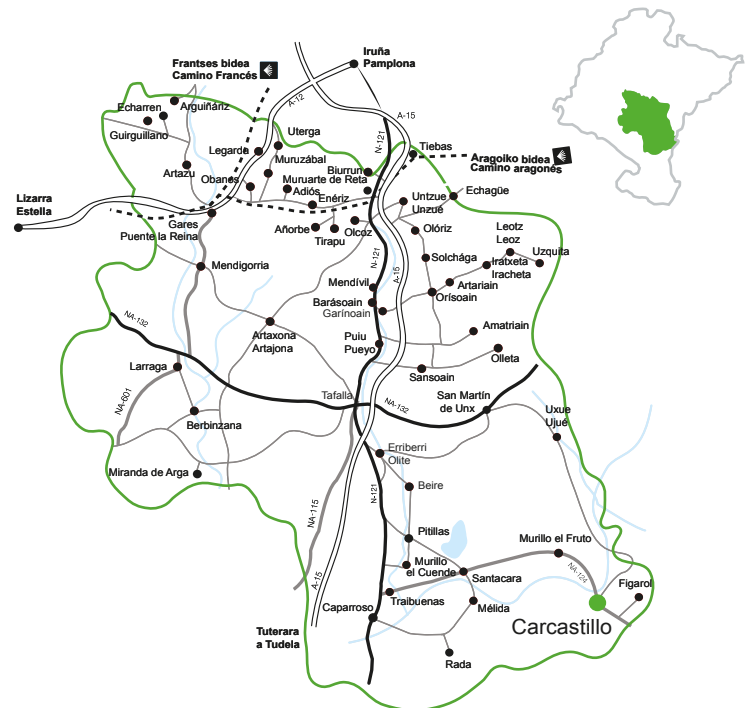 Frantses bidea
Camino Francés
Iruña
Pamplona
A-12
A-15
Echarren
Arguiñáriz
Guirguillano
Uterga
Legarda
N-121
Tiebas
Aragoiko bidea
Camino aragonés
Muruzábal
Biurrun
Artazu
Obanos
Muruarte de Reta
Adiós
Echagüe
Lizarra
Estella
Enériz
Untzue
Unzué
Gares
Puente la Reina
Añorbe
Tirapu
Olcoz
Olóriz
Leotz
Leoz
Uzquita
Mendigorria
N-121
A-15
Solchága
Iratxeta
Iracheta
Mendívil
Artariain
Orísoain
Barásoain
Garínoain
NA-132
Artaxona
Artajona
Amatriain
Puiu
Pueyo
Olleta
Larraga
Sansoain
NA-601
Tafalla
NA-132
San Martín
de Unx
Uxue
Ujué
Berbinzana
Erriberri
Olite
Miranda de Arga
N-121
Beire
NA-115
Pitillas
Murillo el Fruto
Murillo
el Cuende
Santacara
NA-124
A-15
Figarol
Traibuenas
Caparroso
Mélida
Carcastillo
Tuterara
a Tudela
Rada